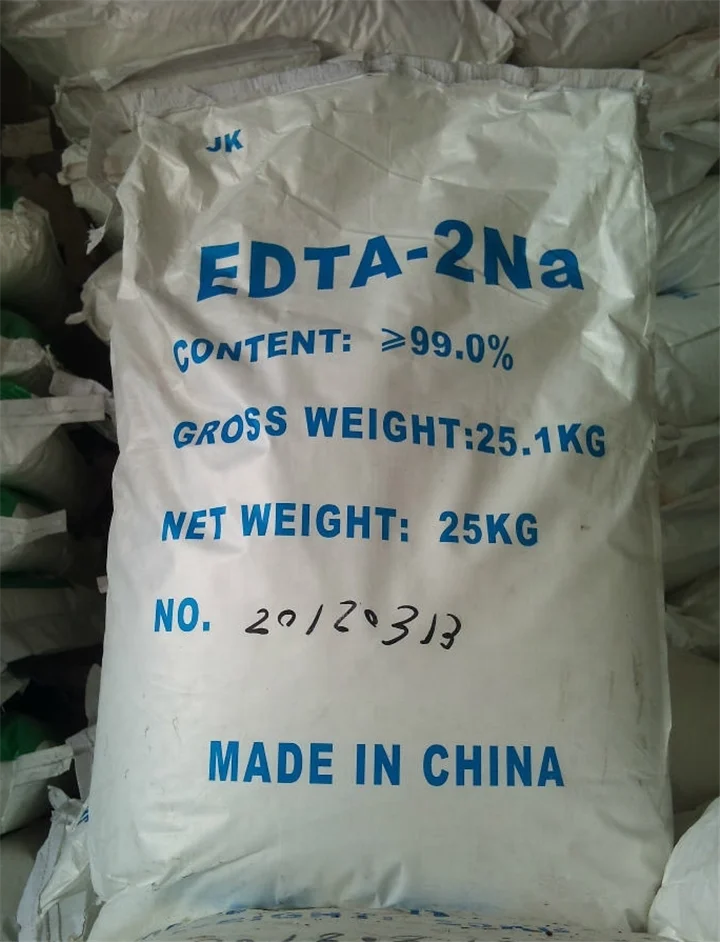 JK
EDTA-2Na
CONTENT: ≥99.0%
GROSS WEIGHT:25.1KG
NET WEIGHT: 25KG
NO. 20120313
MADE IN CHINA